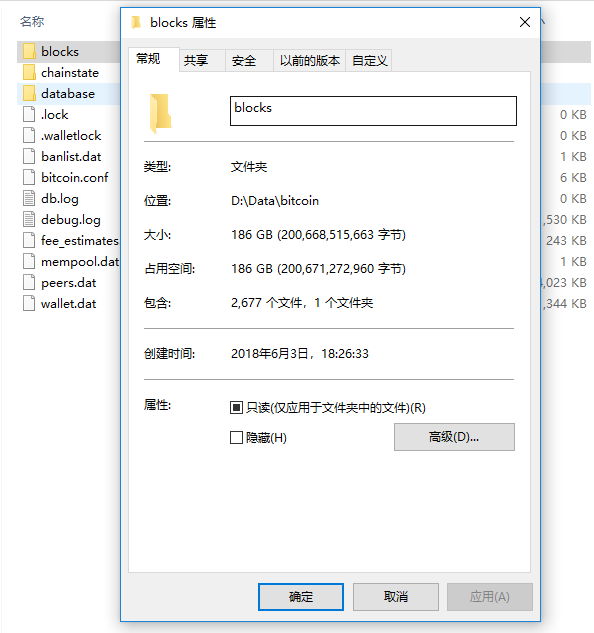 名称
blocks
chainstate
database
.lock
0 KB
.walletlock
0 KB
banlist.dat
1 KB
bitcoin.conf
6 KB
db.log
0 KB
debug.log
,530 KB
fee_estimates.
243 KB
mempool.dat
1 KB
peers.dat
,023 KB
wallet.dat
,344 KB
blocks 属性
常规 共享 安全 以前的版本 自定义
blocks
类型: 文件夹
位置: D:\Data\bitcoin
大小: 186 GB (200,668,515,663 字节)
占用空间: 186 GB (200,671,272,960 字节)
包含: 2,677 个文件，1 个文件夹
创建时间: 2018年6月3日，18:26:33
属性: 只读(仅应用于文件夹中的文件)(R)
隐藏(H) 高级(D)...
确定 取消 应用(A)